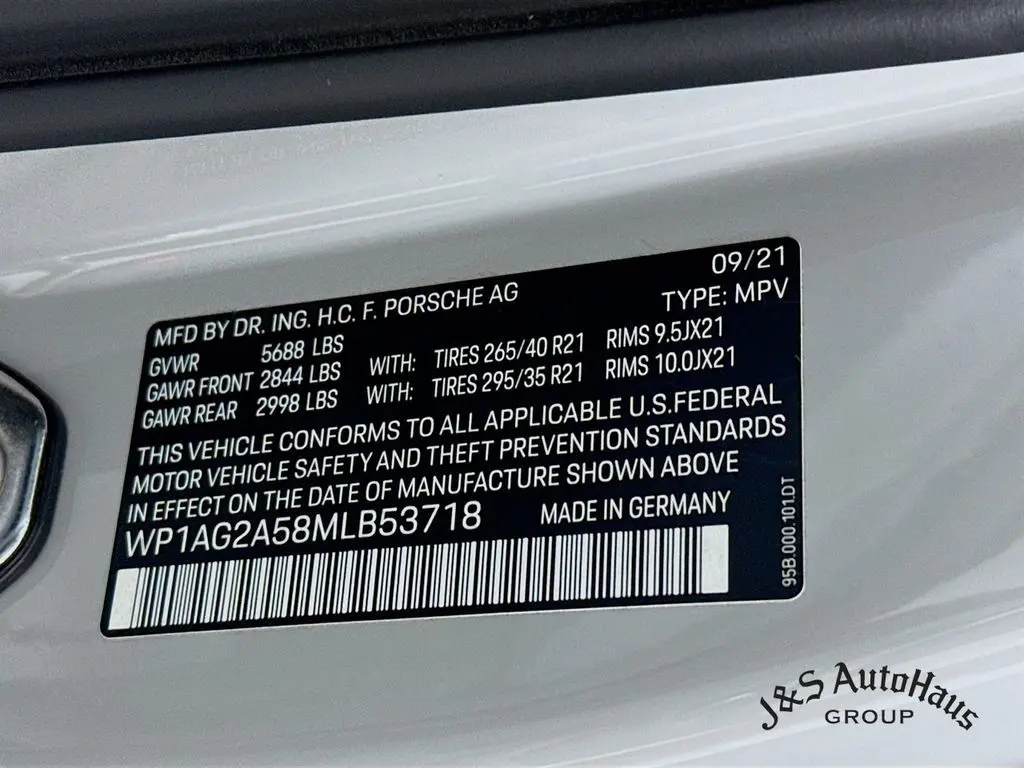 09/21
MFD BY DR. ING. H.C. F. PORSCHE AG TYPE: MPV
GVWR 5688 LBS
GAWR FRONT 2844 LBS WITH: TIRES 265/40 R21 RIMS 9.5JX21
GAWR REAR 2998 LBS WITH: TIRES 295/35 R21 RIMS 10.0JX21
THIS VEHICLE CONFORMS TO ALL APPLICABLE U.S.FEDERAL
MOTOR VEHICLE SAFETY AND THEFT PREVENTION STANDARDS
IN EFFECT ON THE DATE OF MANUFACTURE SHOWN ABOVE
WP1AG2A58MLB53718 MADE IN GERMANY
95B.000.101.DT
J&S AutoHaus
GROUP